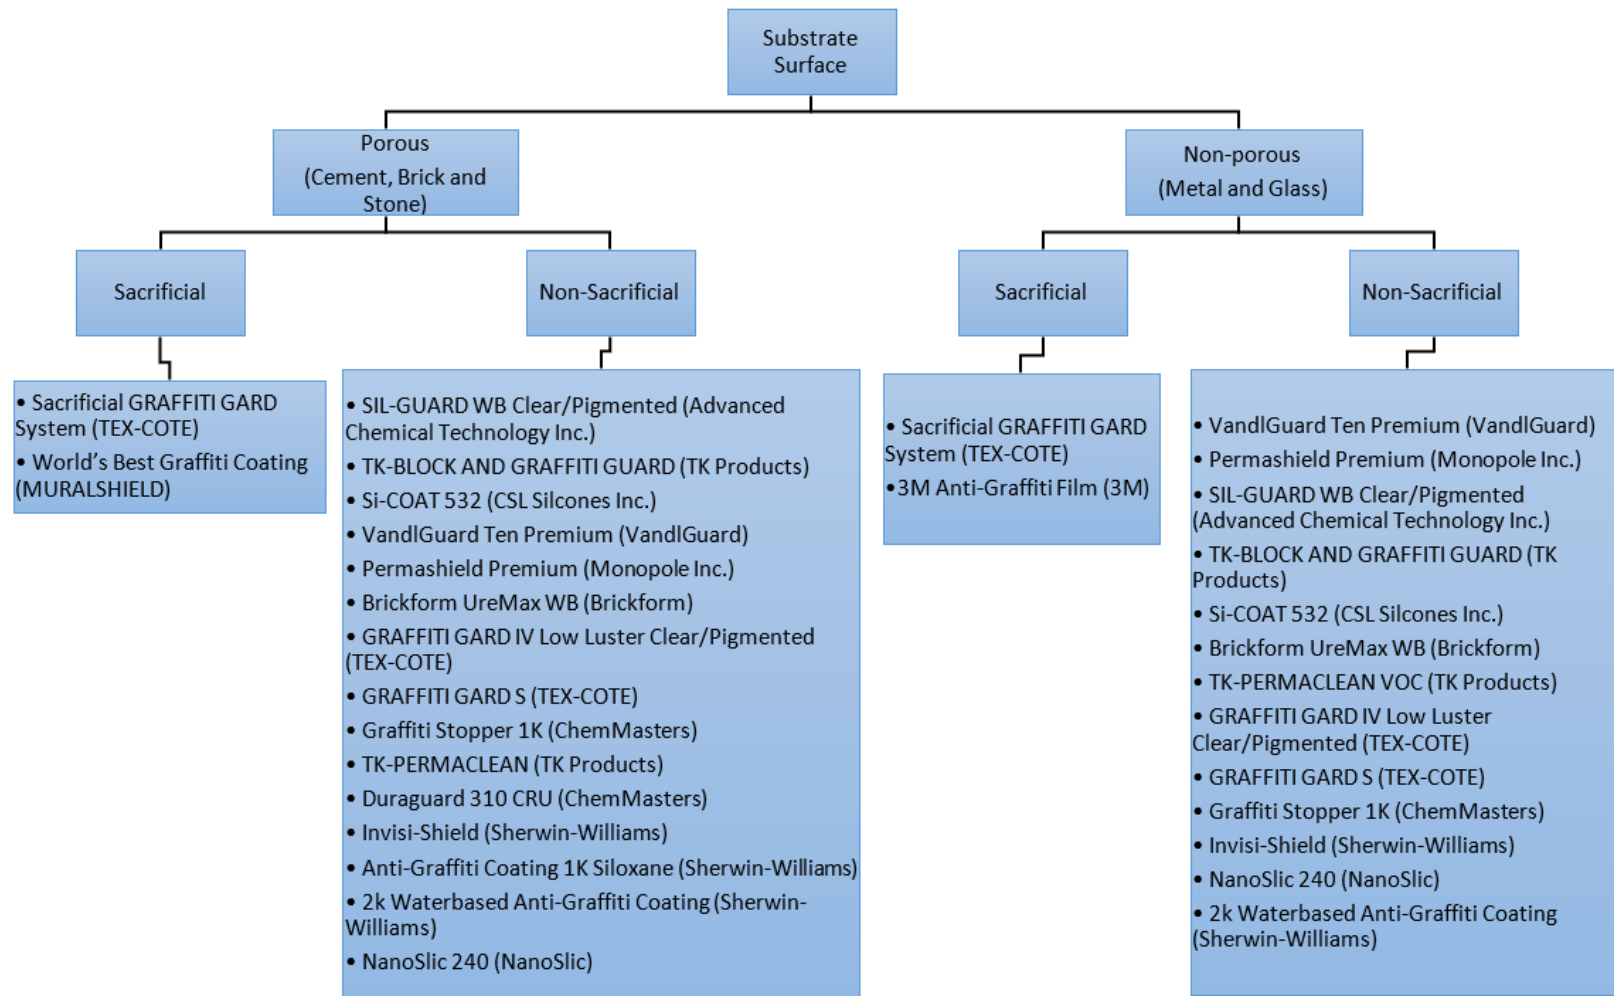 Substrate
Surface
Porous
(Cement, Brick and
Stone)
Non-porous
(Metal and Glass)
Sacrificial
Non-Sacrificial
Sacrificial
Non-Sacrificial
• Sacrificial GRAFFITI GARD
System (TEX-COTE)
• World's Best Graffiti Coating
(MURALSHIELD)
• SIL-GUARD WB Clear/Pigmented (Advanced
Chemical Technology Inc.)
• TK-BLOCK AND GRAFFITI GUARD (TK Products)
• Si-COAT 532 (CSL Silcones Inc.)
• VandlGuard Ten Premium (VandlGuard)
• Permashield Premium (Monopole Inc.)
• Brickform UreMax WB (Brickform)
• GRAFFITI GARD IV Low Luster Clear/Pigmented
(TEX-COTE)
• GRAFFITI GARD S (TEX-COTE)
• Graffiti Stopper 1K (ChemMasters)
• TK-PERMACLEAN (TK Products)
• Duraguard 310 CRU (ChemMasters)
• Invisi-Shield (Sherwin-Williams)
• Anti-Graffiti Coating 1K Siloxane (Sherwin-Williams)
• 2k Waterbased Anti-Graffiti Coating (Sherwin-
Williams)
• NanoSlic 240 (NanoSlic)
• Sacrificial GRAFFITI GARD
System (TEX-COTE)
•3M Anti-Graffiti Film (3M)
• VandlGuard Ten Premium (VandlGuard)
• Permashield Premium (Monopole Inc.)
• SIL-GUARD WB Clear/Pigmented
(Advanced Chemical Technology Inc.)
• TK-BLOCK AND GRAFFITI GUARD (TK
Products)
• Si-COAT 532 (CSL Silcones Inc.)
• Brickform UreMax WB (Brickform)
• TK-PERMACLEAN VOC (TK Products)
• GRAFFITI GARD IV Low Luster
Clear/Pigmented (TEX-COTE)
• GRAFFITI GARD S (TEX-COTE)
• Graffiti Stopper 1K (ChemMasters)
• Invisi-Shield (Sherwin-Williams)
• NanoSlic 240 (NanoSlic)
• 2k Waterbased Anti-Graffiti Coating
(Sherwin-Williams)